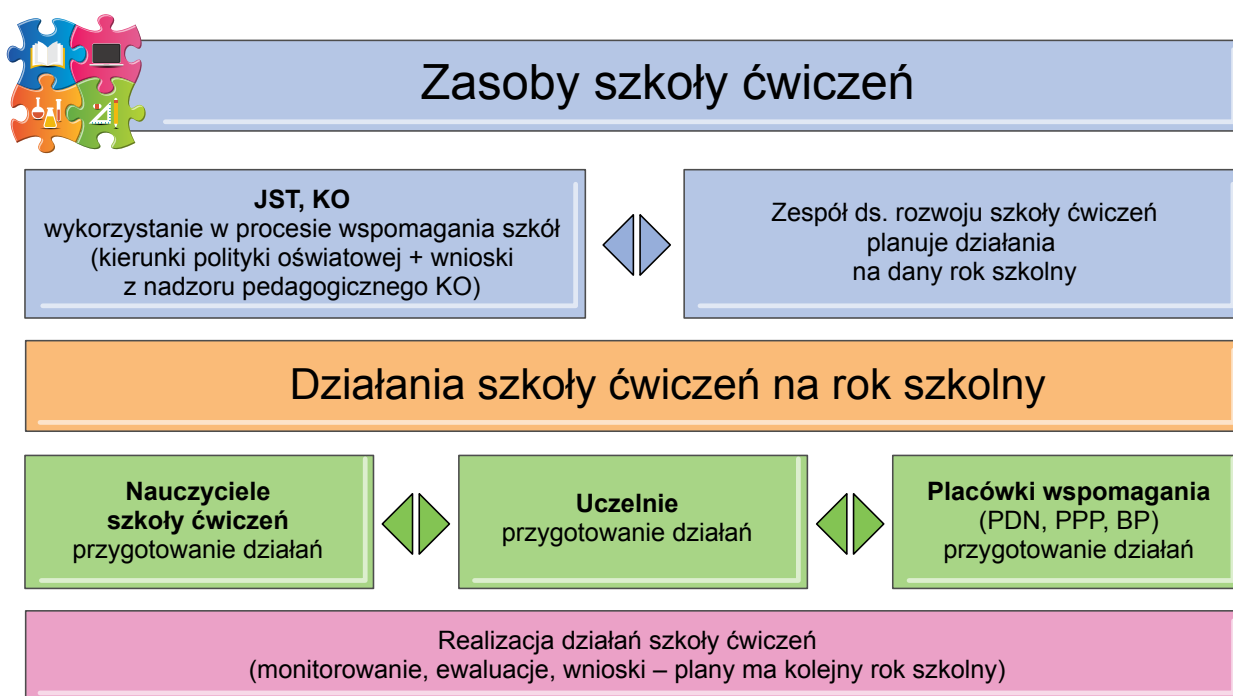 Zasoby szkoły ćwiczeń
JST, KO
wykorzystanie w procesie wspomagania szkół
(kierunki polityki oświatowej + wnioski
z nadzoru pedagogicznego KO)
Zespół ds. rozwoju szkoły ćwiczeń
planuje działania
na dany rok szkolny
Działania szkoły ćwiczeń na rok szkolny
Nauczyciele
szkoły ćwiczeń
przygotowanie działań
Uczelnie
przygotowanie działań
Placówki wspomagania
(PDN, PPP, BP)
przygotowanie działań
Realizacja działań szkoły ćwiczeń
(monitorowanie, ewaluacje, wnioski – plany ma kolejny rok szkolny)